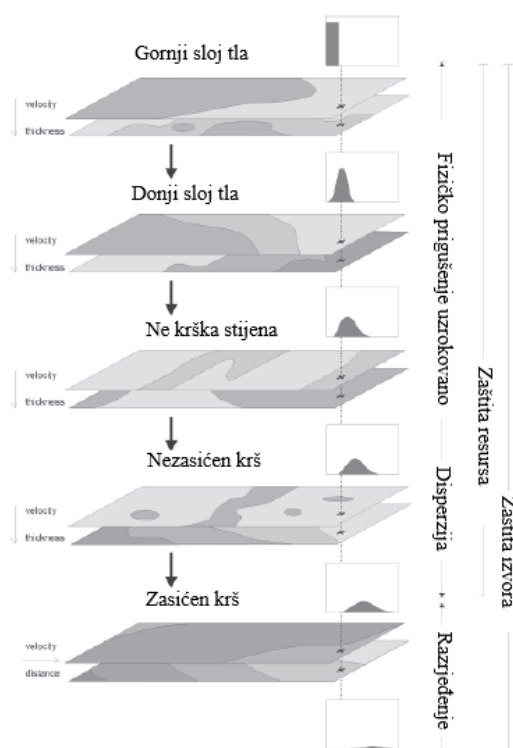 Gornji sloj tla
velocity
thickness
Donji sloj tla
velocity
thickness
Ne krška stijena
velocity
thickness
Nezasićen krš
velocity
thickness
Zasićen krš
velocity
distance
Fizičko prigušenje uzrokovano
Disperzija
Razrjeđenje
Zaštita resursa
Zaštita izvora